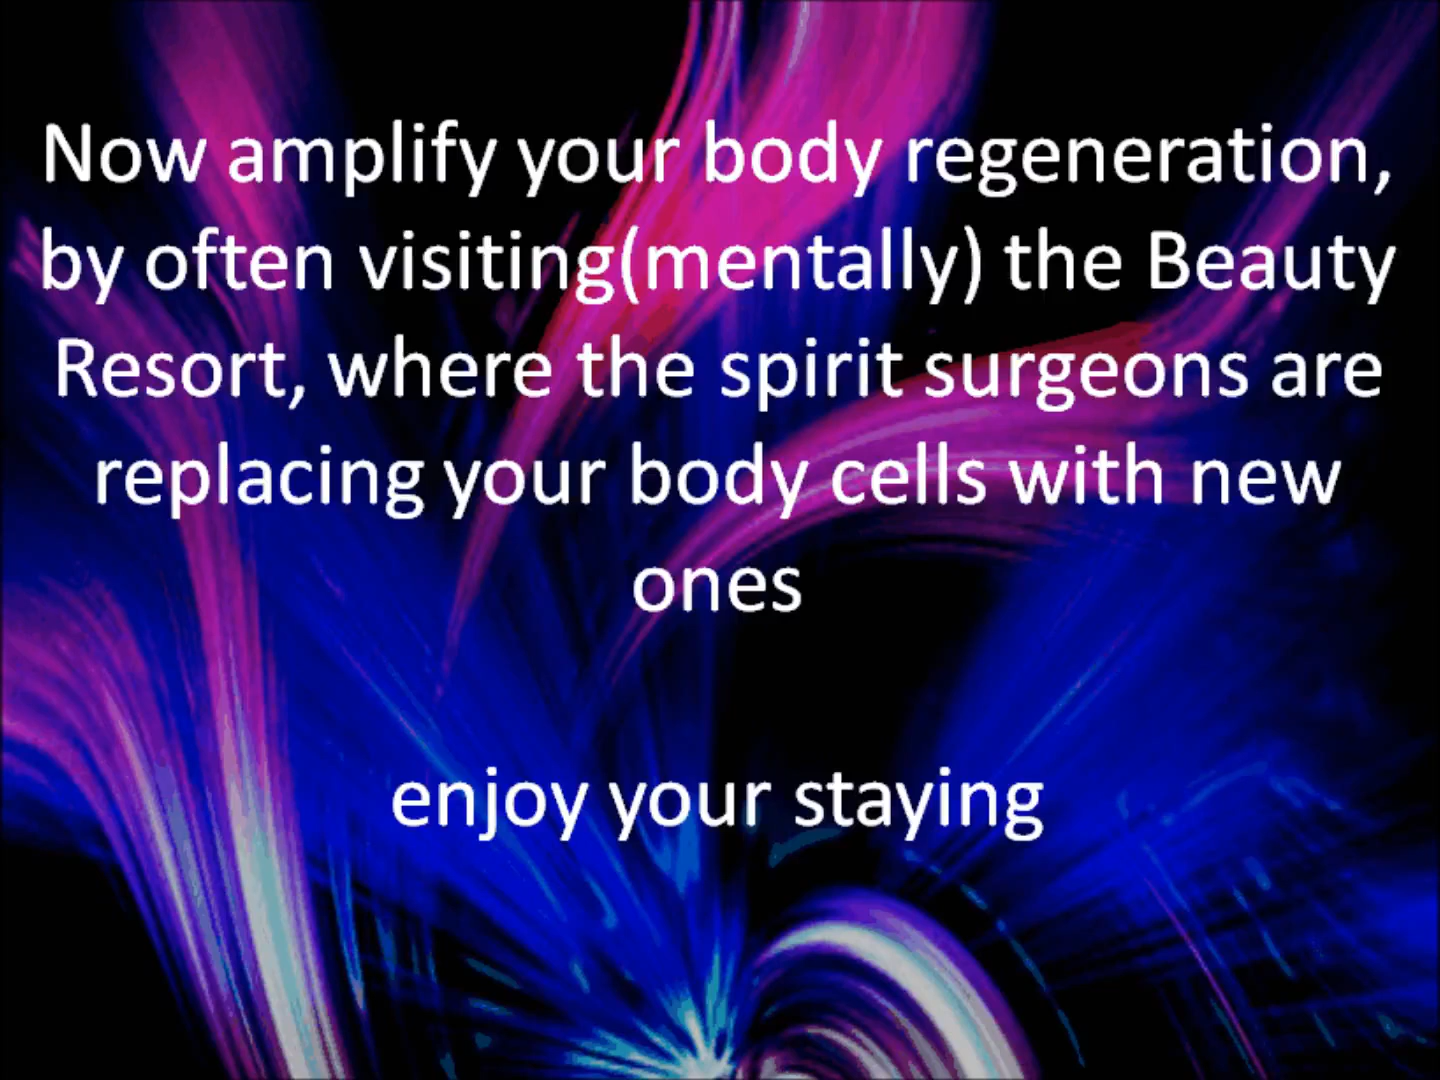 Now amplify your body regeneration,
by often visiting(mentally) the Beauty
Resort, where the spirit surgeons are
replacing your body cells with new
ones
enjoy your staying